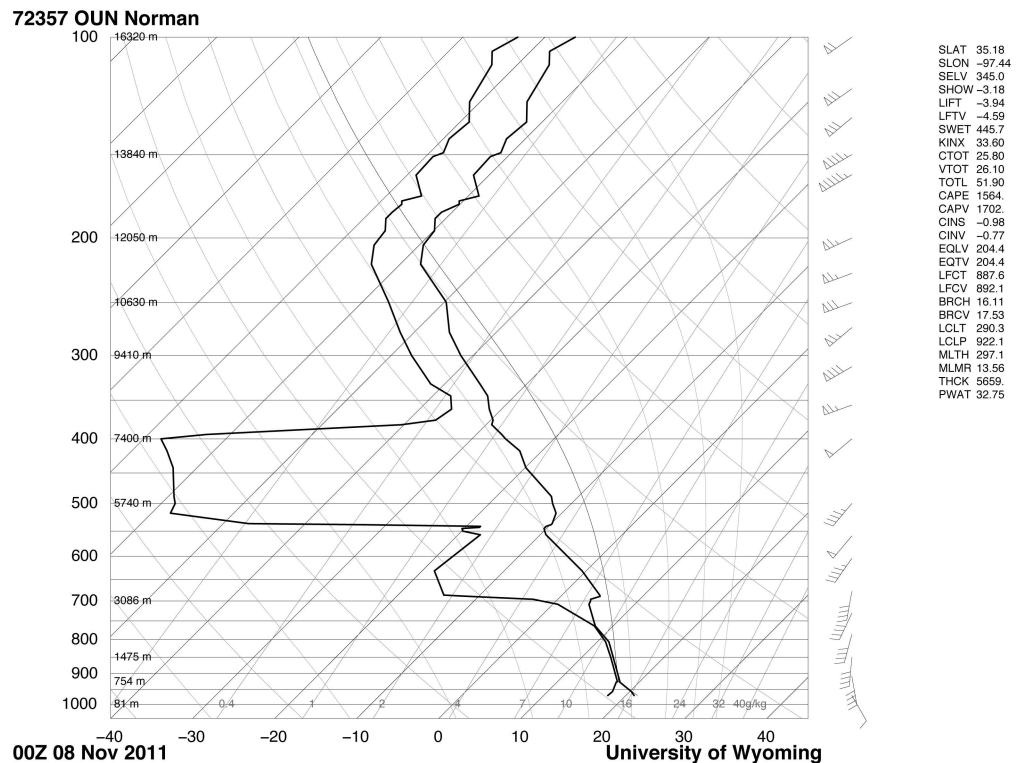 72357 OUN Norman
100
16320 m
13840 m
200
12050 m
10630 m
300
9410 m
400
7400 m
500
5740 m
600
700
3086 m
800
1475 m
900
754 m
1000
81 m
0.4 1 2 4 7 10 16 24 32 40g/kg
−40 −30 −20 −10 0 10 20 30 40
00Z 08 Nov 2011
University of Wyoming
SLAT 35.18
SLON −97.44
SELV 345.0
SHOW −3.18
LIFT −3.94
LFTV −4.59
SWET 445.7
KINX 33.60
CTOT 25.80
VTOT 26.10
TOTL 51.90
CAPE 1564.
CAPV 1702.
CINS −0.98
CINV −0.77
EQLV 204.4
EQTV 204.4
LFCT 887.6
LFCV 892.1
BRCH 16.11
BRCV 17.53
LCLT 290.3
LCLP 922.1
MLTH 297.1
MLMR 13.56
THCK 5659.
PWAT 32.75